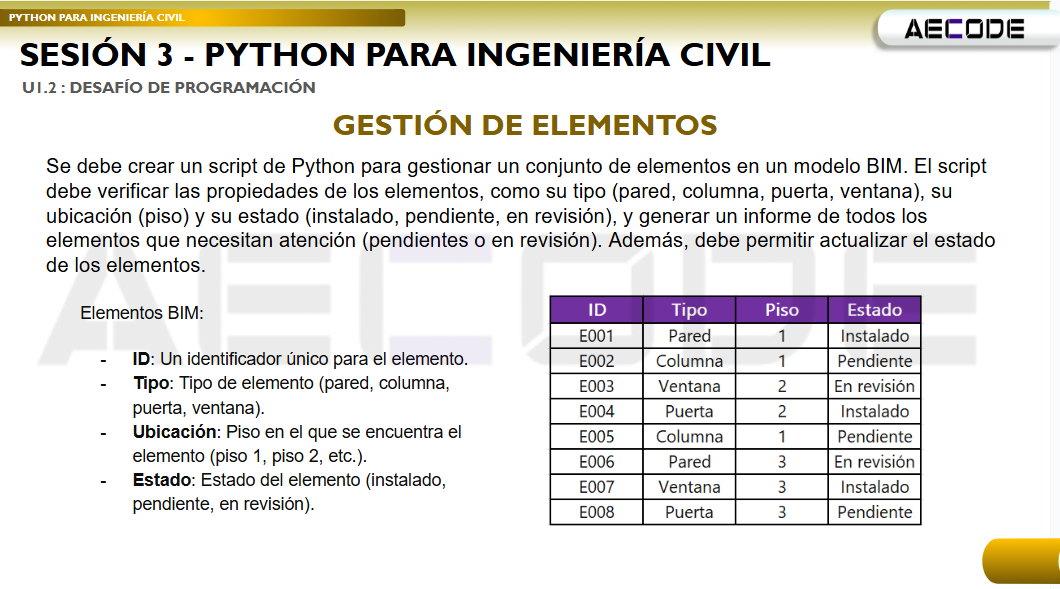 PYTHON PARA INGENIERÍA CIVIL
AECODE
SESIÓN 3 - PYTHON PARA INGENIERÍA CIVIL
U1.2 : DESAFÍO DE PROGRAMACIÓN
GESTIÓN DE ELEMENTOS
Se debe crear un script de Python para gestionar un conjunto de elementos en un modelo BIM. El script
debe verificar las propiedades de los elementos, como su tipo (pared, columna, puerta, ventana), su
ubicación (piso) y su estado (instalado, pendiente, en revisión), y generar un informe de todos los
elementos que necesitan atención (pendientes o en revisión). Además, debe permitir actualizar el estado
de los elementos.
AECODE
Elementos BIM:
- ID: Un identificador único para el elemento.
- Tipo: Tipo de elemento (pared, columna,
puerta, ventana).
- Ubicación: Piso en el que se encuentra el
elemento (piso 1, piso 2, etc.).
- Estado: Estado del elemento (instalado,
pendiente, en revisión).
ID Tipo Piso Estado
E001 Pared 1 Instalado
E002 Columna 1 Pendiente
E003 Ventana 2 En revisión
E004 Puerta 2 Instalado
E005 Columna 1 Pendiente
E006 Pared 3 En revisión
E007 Ventana 3 Instalado
E008 Puerta 3 Pendiente